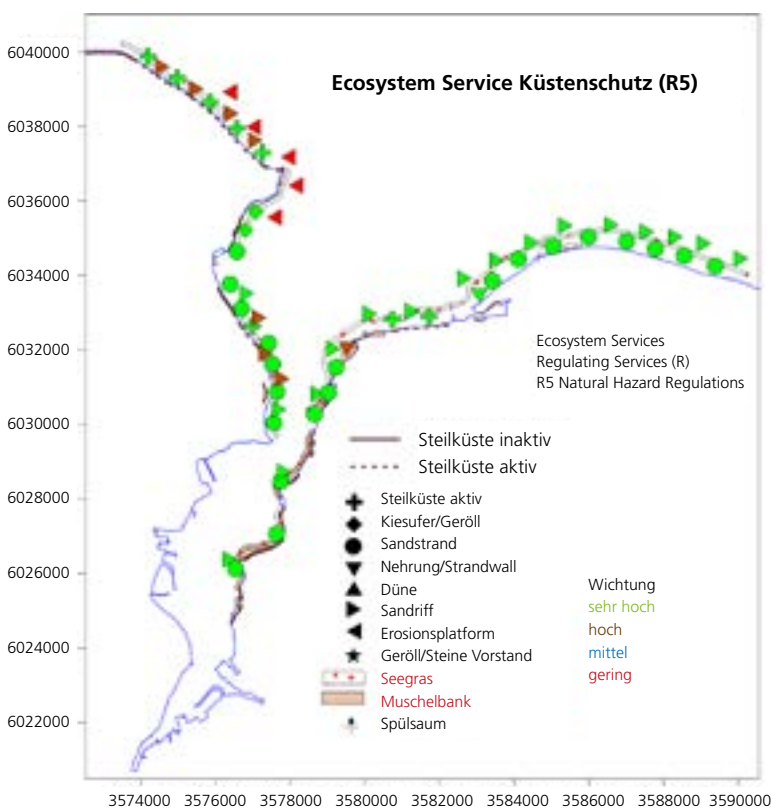 Ecosystem Service Küstenschutz (R5)
6040000
6038000
6036000
6034000
6032000
6030000
6028000
6026000
6024000
6022000
Ecosystem Services
Regulating Services (R)
R5 Natural Hazard Regulations
Steilküste inaktiv
Steilküste aktiv
Steilküste aktiv
Kiesufer/Geröll
Sandstrand
Nehrung/Strandwall
Düne
Sandriff
Erosionsplatform
Geröll/Steine Vorstand
Seegras
Muschelbank
Spülsaum
Wichtung
sehr hoch
hoch
mittel
gering
3574000 3576000 3578000 3580000 3582000 3584000 3586000 3588000 3590000